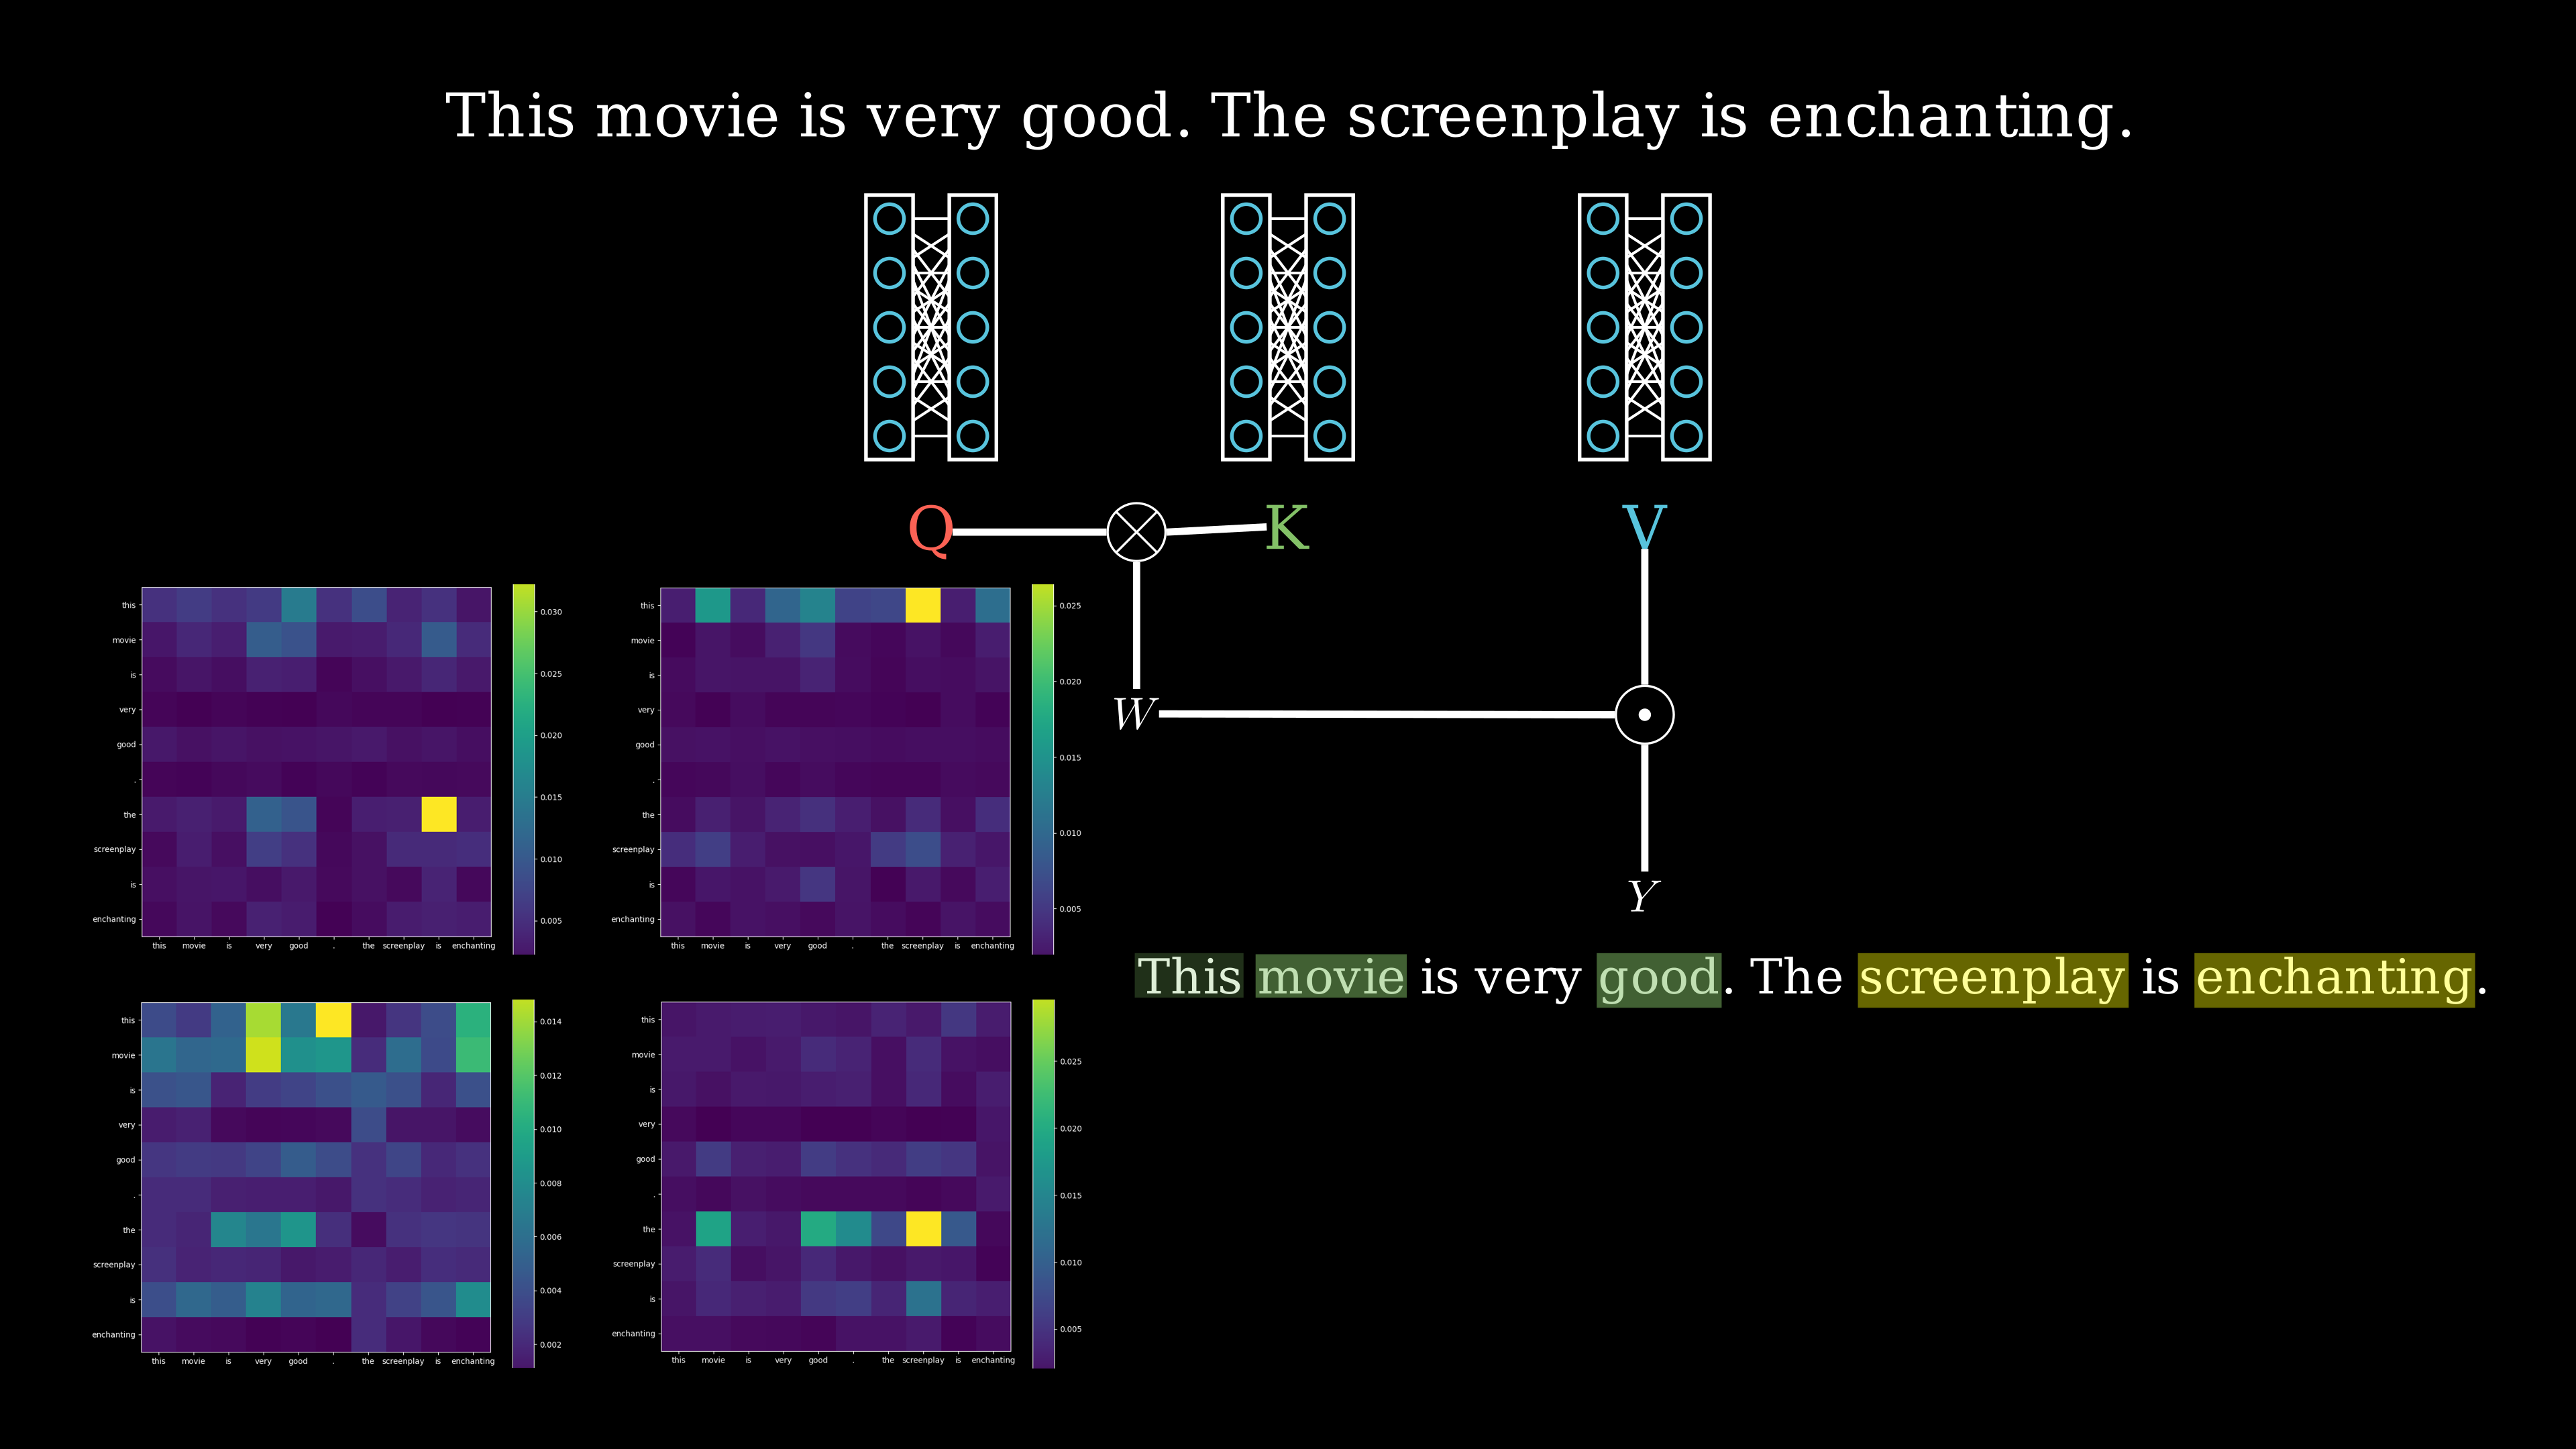 This movie is very good. The screenplay is enchanting.
Q K V
W
Y
This movie is very good. The screenplay is enchanting.
this
movie
is
very
good
.
the
screenplay
is
enchanting
this movie is very good . the screenplay is enchanting
0.030
0.025
0.020
0.015
0.010
0.005
this
movie
is
very
good
.
the
screenplay
is
enchanting
this movie is very good . the screenplay is enchanting
0.025
0.020
0.015
0.010
0.005
this
movie
is
very
good
.
the
screenplay
is
enchanting
this movie is very good . the screenplay is enchanting
0.014
0.012
0.010
0.008
0.006
0.004
0.002
this
movie
is
very
good
.
the
screenplay
is
enchanting
this movie is very good . the screenplay is enchanting
0.025
0.020
0.015
0.010
0.005